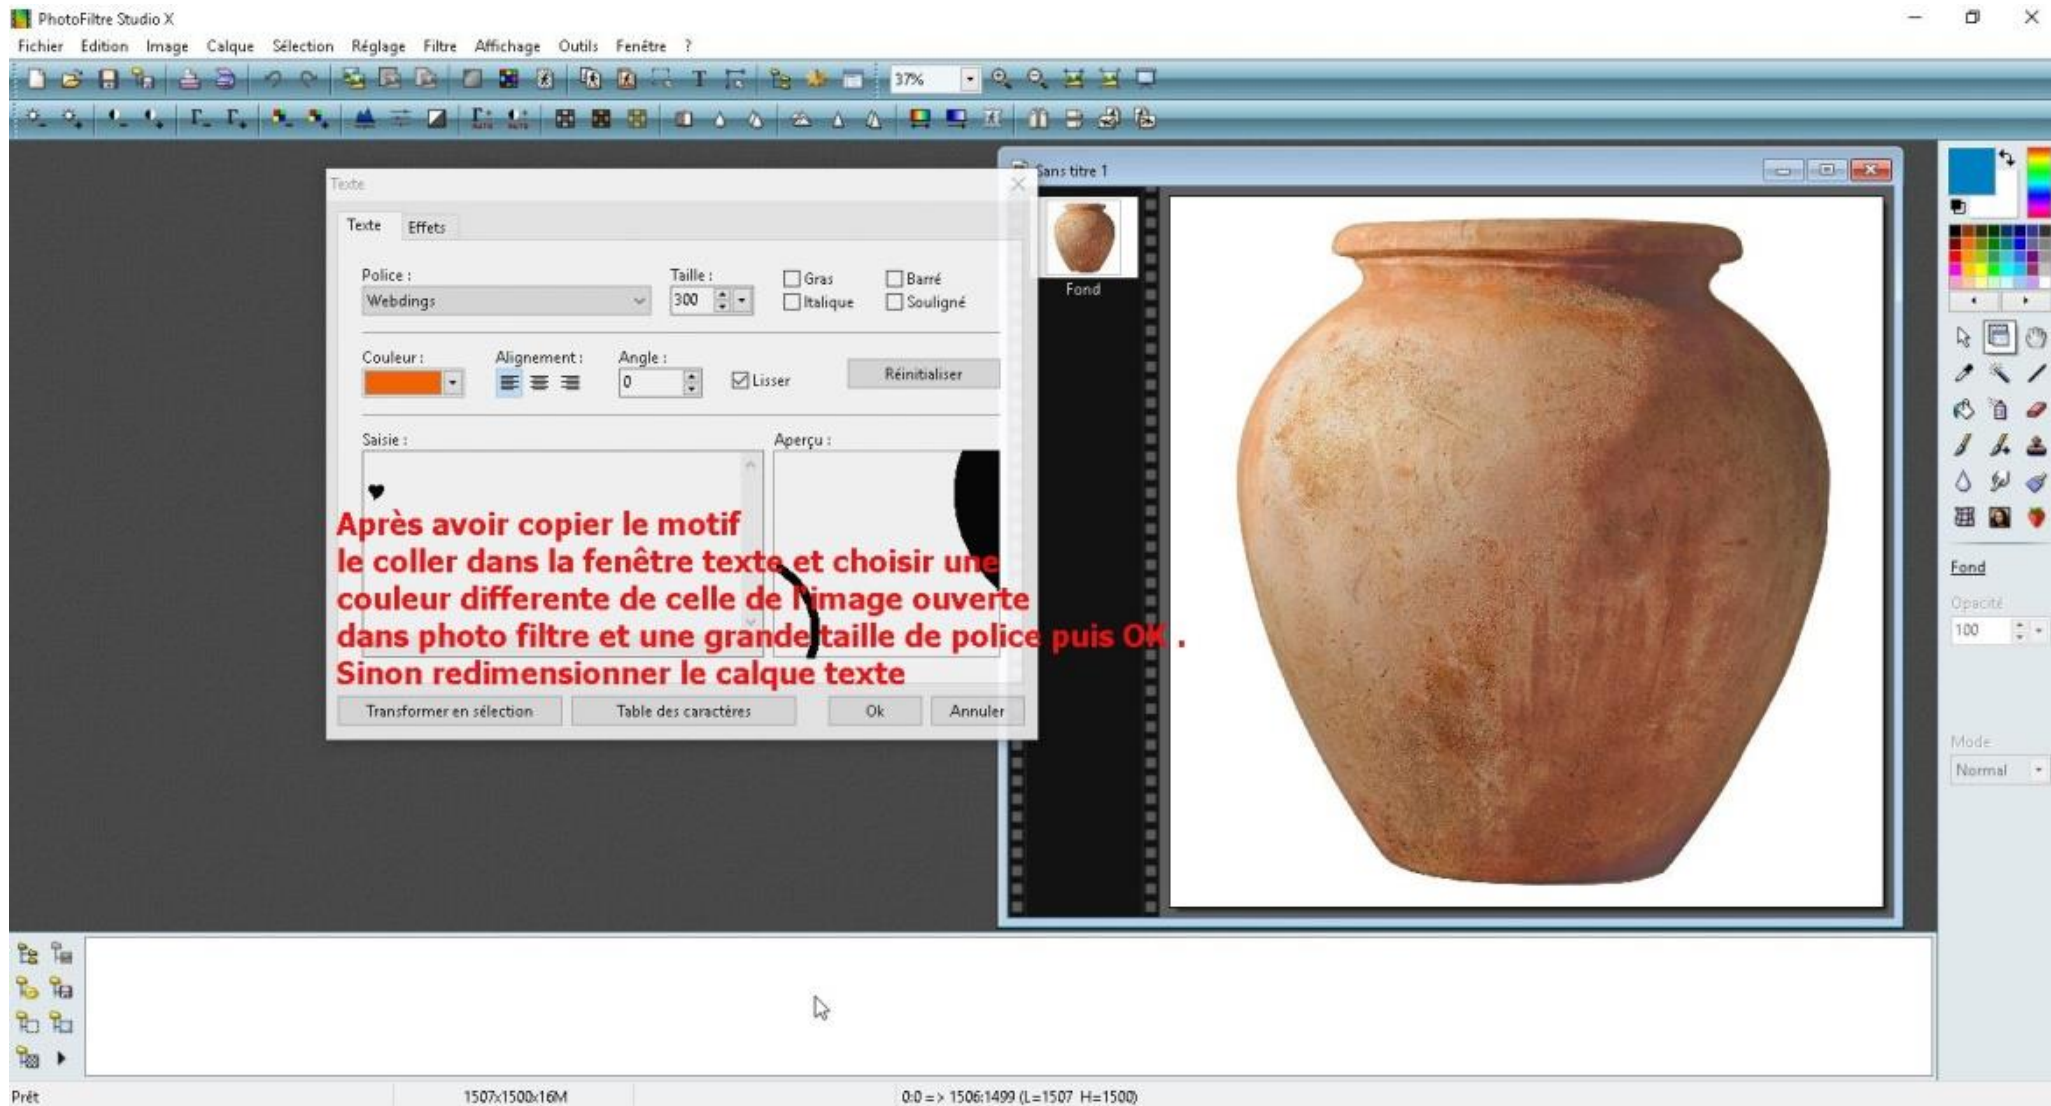 PhotoFiltre Studio X
Fichier Edition Image Calque Sélection Réglage Filtre Affichage Outils Fenêtre ?
37%
Texte
Sans titre 1
Texte Effets
Fond
Police :
Taille :
Webdings
300
Gras
Barré
Italique
Souligné
Couleur :
Alignement :
Angle :
0
Lisser
Réinitialiser
Saisie :
Aperçu :
Après avoir copier le motif
le coller dans la fenêtre texte et choisir une
couleur differente de celle de l'image ouverte
dans photo filtre et une grande taille de police puis OK .
Sinon redimensionner le calque texte
Transformer en sélection
Table des caractères
Ok
Annuler
Fond
Opacité
100
Mode
Normal
Prêt
1507x1500x16M
0:0 => 1506:1499 (L=1507 H=1500)